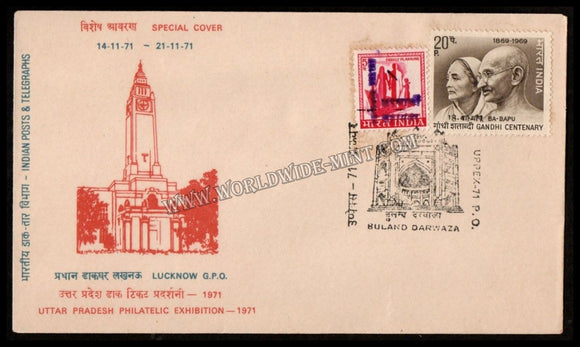 विशेष आवरण SPECIAL COVER
14-11-71 - 21-11-71
भारतीय डाक-तार विभाग - INDIAN POSTS & TELEGRAPHS
प्रधान डाकघर लखनऊ LUCKNOW G.P.O.
उत्तर प्रदेश डाक टिकट प्रदर्शनी — 1971
UTTAR PRADESH PHILATELIC EXHIBITION — 1971
FAMILY PLANNING
भारत INDIA
20 पै.
P.
1869-1969
भारत INDIA
BA-BAPU
गांधी शताब्दी GANDHI CENTENARY
UPPEX-71 P.O.
बुलन्द दरवाजा
BULAND DARWAZA
WWW.WORLDWIDE-MINT.COM